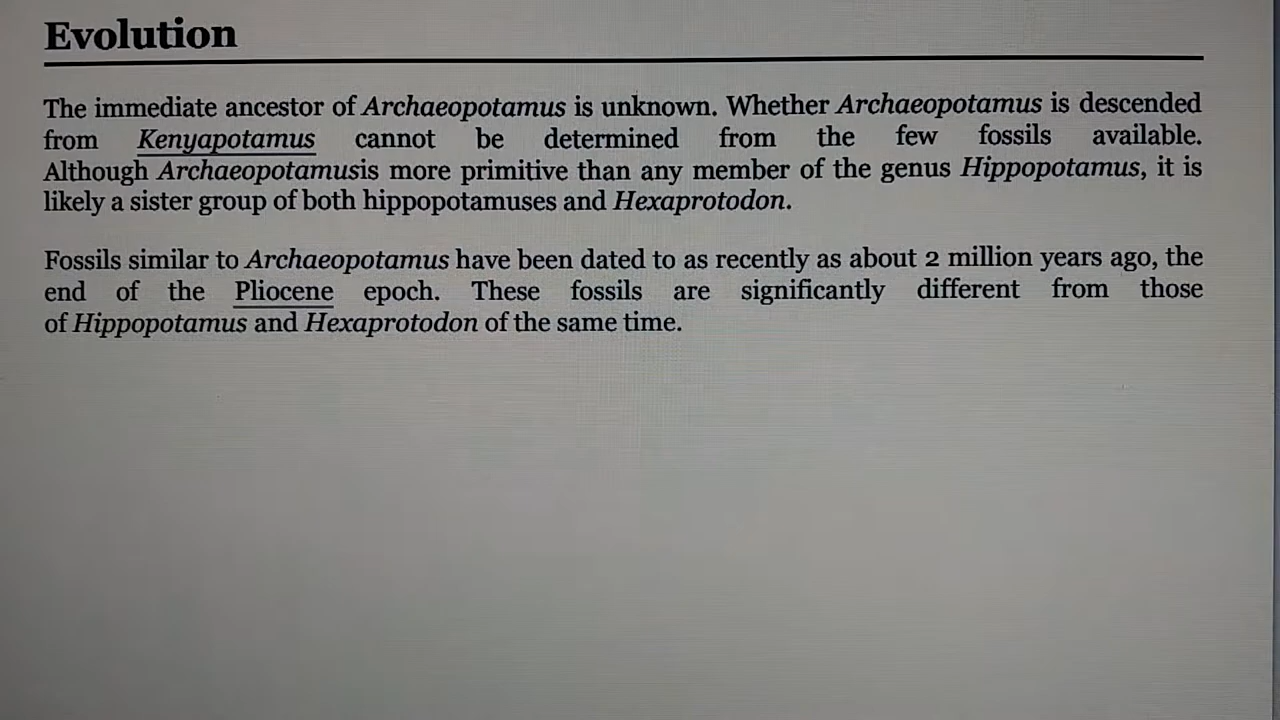 Evolution
The immediate ancestor of Archaeopotamus is unknown. Whether Archaeopotamus is descended
from Kenyapotamus cannot be determined from the few fossils available.
Although Archaeopotamusis more primitive than any member of the genus Hippopotamus, it is
likely a sister group of both hippopotamuses and Hexaprotodon.
Fossils similar to Archaeopotamus have been dated to as recently as about 2 million years ago, the
end of the Pliocene epoch. These fossils are significantly different from those
of Hippopotamus and Hexaprotodon of the same time.